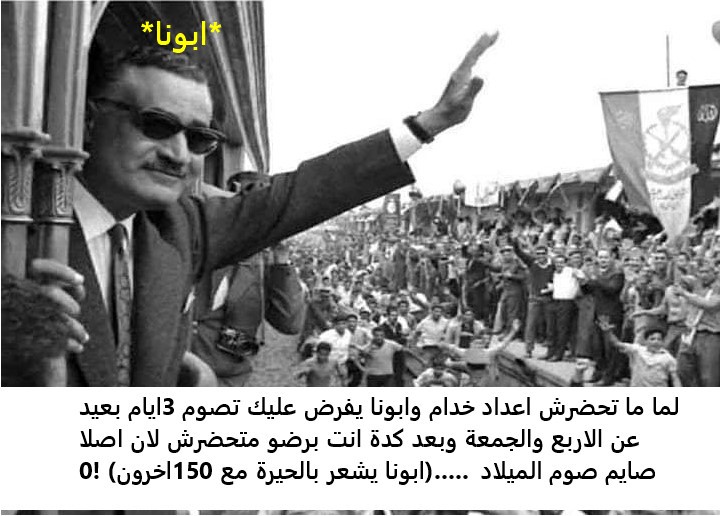 *ابونا*
لما ما تحضرش اعداد خدام وابونا يفرض عليك تصوم 3ايام بعيد
عن الاربع والجمعة وبعد كدة انت برضو متحضرش لان اصلا
صايم صوم الميلاد .....(ابونا يشعر بالحيرة مع 150اخرون) !0